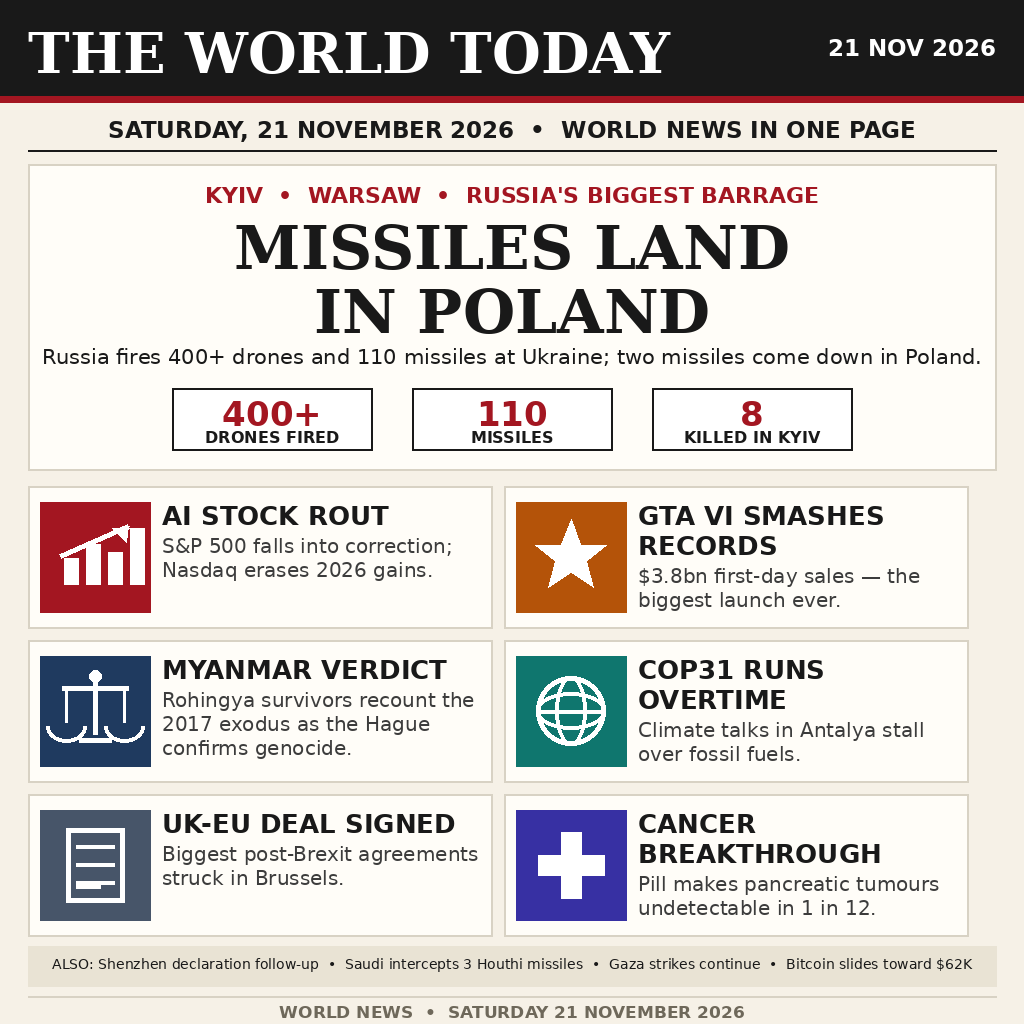 THE WORLD TODAY
21 NOV 2026
SATURDAY, 21 NOVEMBER 2026 • WORLD NEWS IN ONE PAGE
KYIV • WARSAW • RUSSIA'S BIGGEST BARRAGE
MISSILES LAND
IN POLAND
Russia fires 400+ drones and 110 missiles at Ukraine; two missiles come down in Poland.
400+
DRONES FIRED
110
MISSILES
8
KILLED IN KYIV
AI STOCK ROUT
S&P 500 falls into correction;
Nasdaq erases 2026 gains.
GTA VI SMASHES
RECORDS
$3.8bn first-day sales — the
biggest launch ever.
MYANMAR VERDICT
Rohingya survivors recount the
2017 exodus as the Hague
confirms genocide.
COP31 RUNS
OVERTIME
Climate talks in Antalya stall
over fossil fuels.
UK-EU DEAL SIGNED
Biggest post-Brexit agreements
struck in Brussels.
CANCER
BREAKTHROUGH
Pill makes pancreatic tumours
undetectable in 1 in 12.
ALSO: Shenzhen declaration follow-up • Saudi intercepts 3 Houthi missiles • Gaza strikes continue • Bitcoin slides toward $62K
WORLD NEWS • SATURDAY 21 NOVEMBER 2026